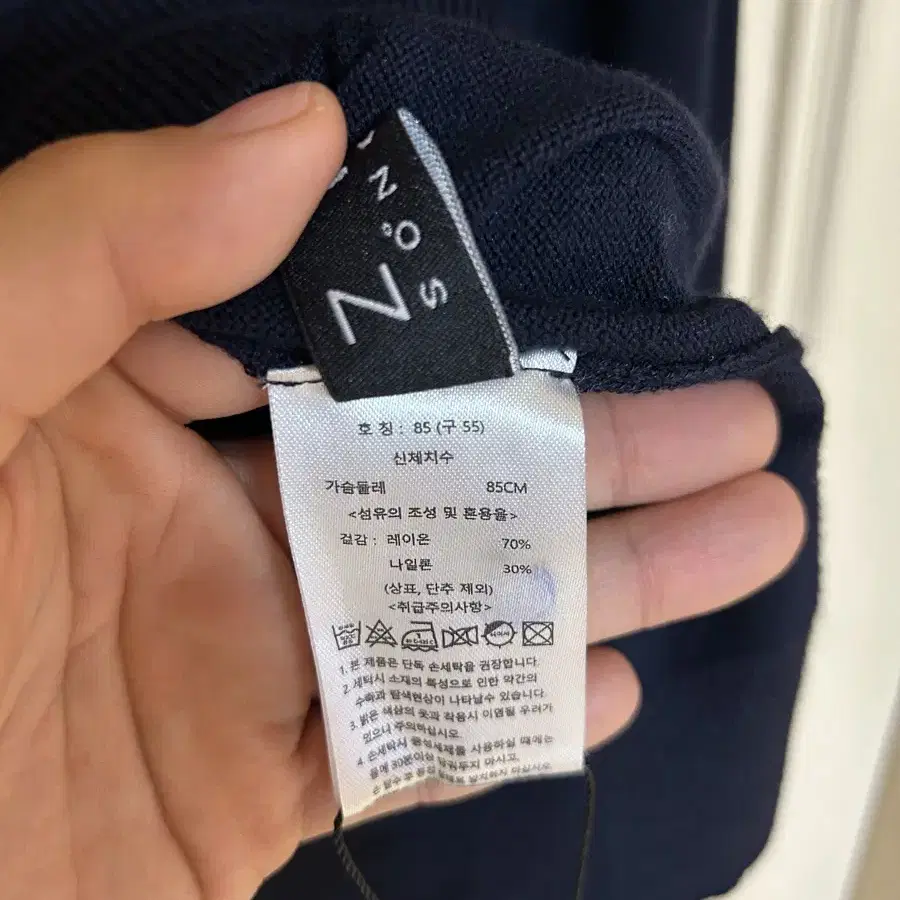 Z
S
O
N
호 칭 : 85 (구 55)
신체치수
가슴둘레 85CM
<섬유의 조성 및 혼용율>
겉감 : 레이온 70%
나일론 30%
(상표, 단추 제외)
<취급주의사항>
1. 본 제품은 단독 손세탁을 권장합니다.
2. 세탁시 소재의 특성으로 인한 약간의
수축과 탈색현상이 나타날수 있습니다.
3. 밝은 색상의 옷과 착용시 이염될 우려가
있으니 주의하십시오.
4. 손세탁시 중성세제를 사용하실 때에는
물에 30분이상 담궈두지 마시고,